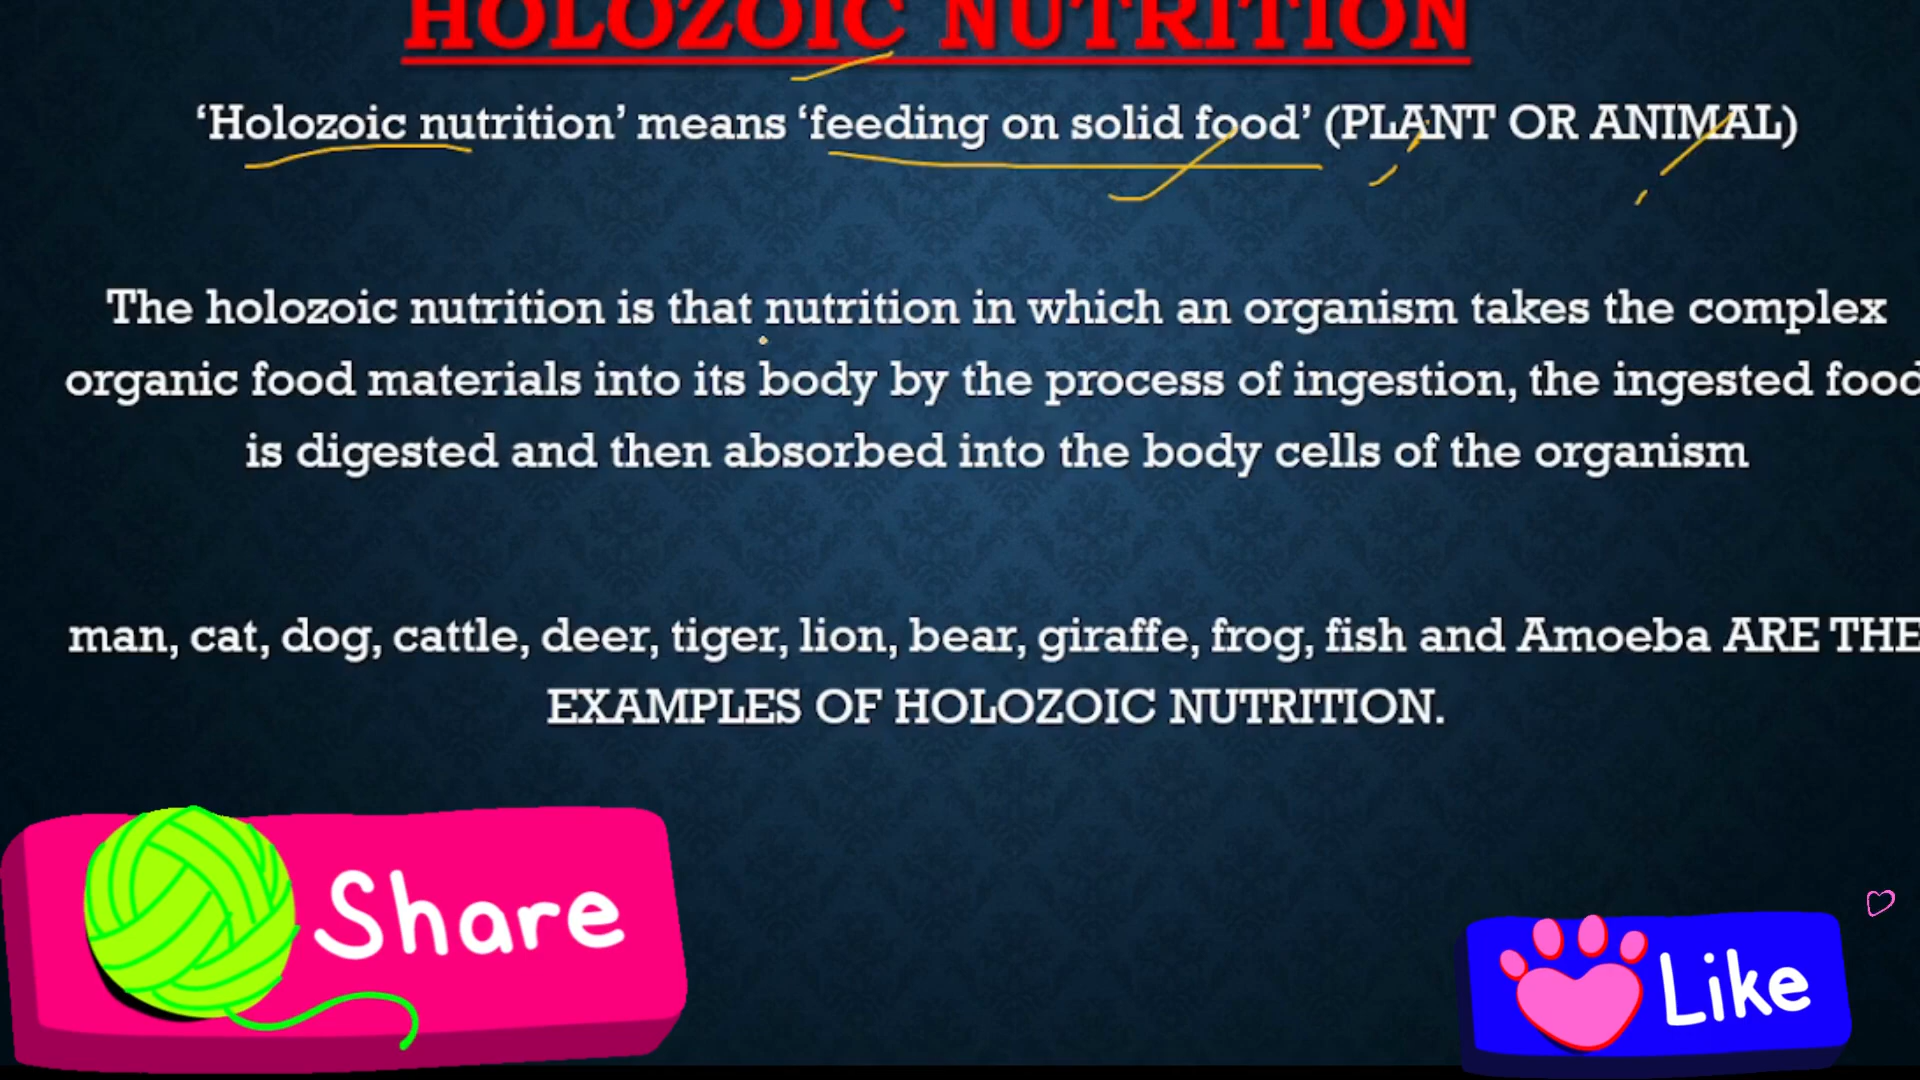 HOLOZOIC NUTRITION
‘Holozoic nutrition’ means ‘feeding on solid food’ (PLANT OR ANIMAL)
The holozoic nutrition is that nutrition in which an organism takes the complex
organic food materials into its body by the process of ingestion, the ingested food
is digested and then absorbed into the body cells of the organism
man, cat, dog, cattle, deer, tiger, lion, bear, giraffe, frog, fish and Amoeba ARE THE
EXAMPLES OF HOLOZOIC NUTRITION.
Share
Like